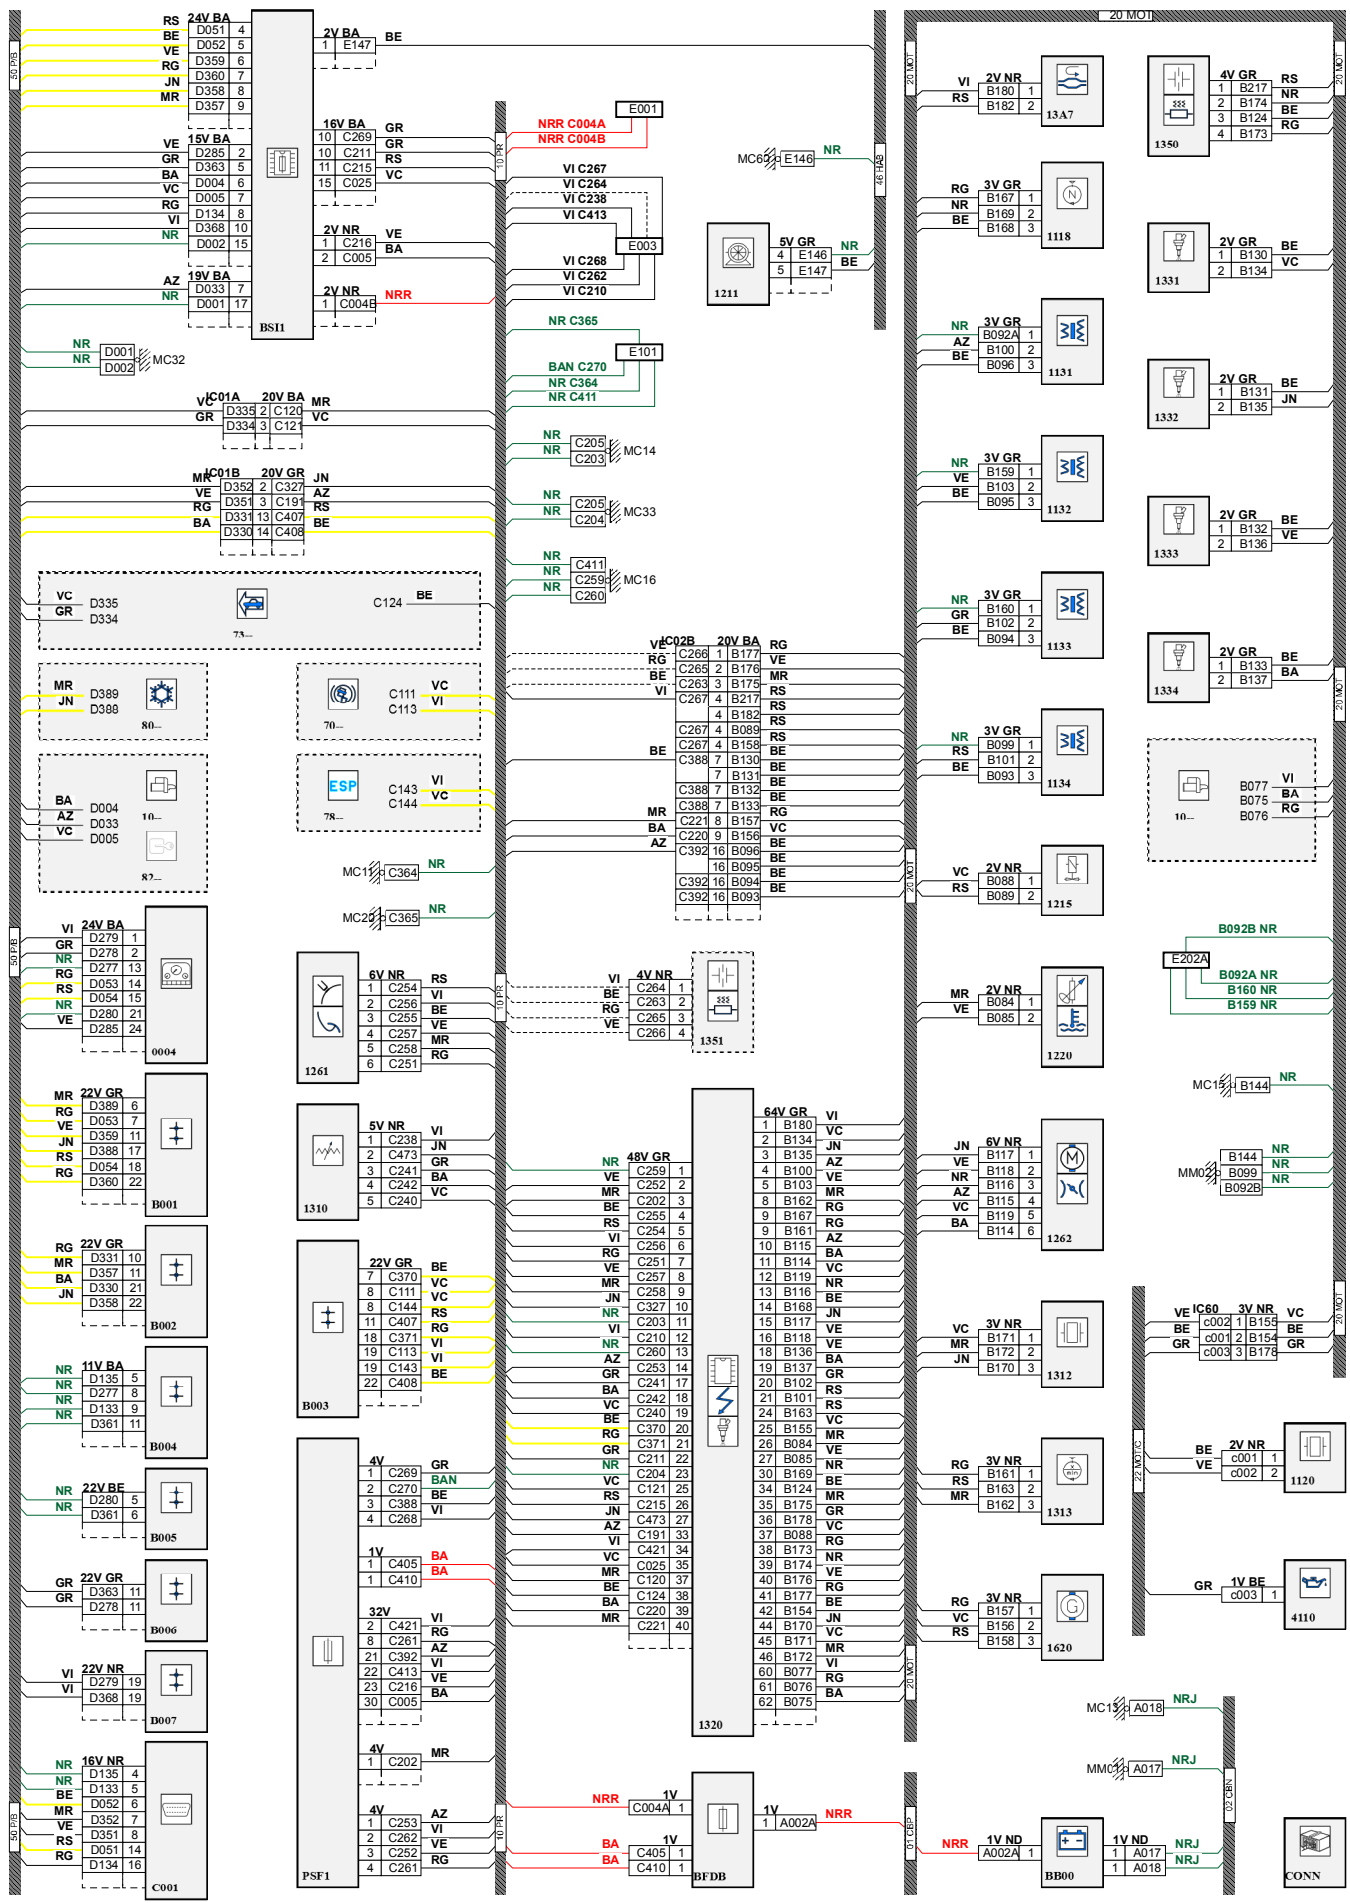 20 MOT
50 P/B
24V BA
RS D051 4
BE D052 5
VE D359 6
RG D360 7
JN D358 8
MR D357 9
15V BA
VE D285 2
GR D363 5
BA D004 6
VC D005 7
RG D134 8
VI D368 10
NR D002 15
19V BA
AZ D033 7
NR D001 17
BSI1
2V BA
1 E147 BE
16V BA
10 C269 GR
10 C211 GR
11 C215 RS
15 C025 VC
2V NR
1 C216 VE
2 C005 BA
2V NR
1 C004B NRR
NR D001
NR D002
MC32
IC01A 20V BA
VC D335 2 C120 MR
GR D334 3 C121 VC
IC01B 20V GR
MR D352 2 C327 JN
VE D351 3 C191 AZ
RG D331 13 C407 RS
BA D330 14 C408 BE
VC D335
GR D334
73--
C124 BE
MR D389
JN D388
80--
70--
C111 VC
C113 VI
BA D004
AZ D033
VC D005
10--
82--
ESP
78--
C143 VI
C144 VC
MC11 C364 NR
MC20 C365 NR
50 P/B
24V BA
VI D279 1
GR D278 2
NR D277 13
RG D053 14
RS D054 15
NR D280 21
VE D285 24
0004
22V GR
MR D389 6
RG D053 7
VE D359 11
JN D388 17
RS D054 18
RG D360 22
B001
22V GR
RG D331 10
MR D357 11
BA D330 21
JN D358 22
B002
11V BA
NR D135 5
NR D277 8
NR D133 9
NR D361 11
B004
22V BE
NR D280 5
NR D361 6
B005
22V GR
GR D363 11
GR D278 11
B006
22V NR
VI D279 19
VI D368 19
B007
16V NR
NR D135 4
NR D133 5
BE D052 6
MR D352 7
VE D351 8
RS D051 14
RG D134 16
C001
50 P/B
1261
6V NR
1 C254 RS
2 C256 VI
3 C255 BE
4 C257 VE
5 C258 MR
6 C251 RG
1310
5V NR
1 C238 VI
2 C473 JN
3 C241 GR
4 C242 BA
5 C240 VC
B003
22V GR
7 C370 BE
8 C111 VC
8 C144 VC
11 C407 RS
18 C371 RG
19 C113 VI
19 C143 VI
22 C408 BE
PSF1
4V
1 C269 GR
2 C270 BAN
3 C388 BE
4 C268 VI
1V
1 C405 BA
1 C410 BA
32V
2 C421 VI
8 C261 RG
21 C392 AZ
22 C413 VI
23 C216 VE
30 C005 BA
4V
1 C202 MR
4V
1 C253 AZ
2 C262 VI
3 C252 VE
4 C261 RG
10 PR
10 PR
10 PR
E001
NRR C004A
NRR C004B
VI C267
VI C264
VI C238
VI C413
E003
VI C268
VI C262
VI C210
NR C365
E101
BAN C270
NR C364
NR C411
NR C205
NR C203
MC14
NR C205
NR C204
MC33
NR C411
NR C259
NR C260
MC16
MC60 E146 NR
46 HAB
1211
5V GR
4 E146 NR
5 E147 BE
IC02B 20V BA
VE C266 1 B177 RG
RG C265 2 B176 VE
BE C263 3 B175 MR
VI C267 4 B217 RS
4 B182 RS
C267 4 B089 RS
C267 4 B158 RS
BE C388 7 B130 BE
7 B131 BE
C388 7 B132 BE
C388 7 B133 BE
MR C221 8 B157 RG
BA C220 9 B156 VC
AZ C392 16 B096 BE
16 B095 BE
C392 16 B094 BE
C392 16 B093 BE
4V NR
VI C264 1
BE C263 2
RG C265 3
VE C266 4
1351
48V GR
NR C259 1
VE C252 2
MR C202 3
BE C255 4
RS C254 5
VI C256 6
RG C251 7
VE C257 8
MR C258 9
JN C327 10
NR C203 11
VI C210 12
NR C260 13
AZ C253 14
GR C241 17
BA C242 18
VC C240 19
BE C370 20
RG C371 21
GR C211 22
NR C204 23
VC C121 25
RS C215 26
JN C473 27
AZ C191 33
VI C421 34
VC C025 35
MR C120 37
BE C124 38
BA C220 39
MR C221 40
1320
64V GR
1 B180 VI
2 B134 VC
3 B135 JN
4 B100 AZ
5 B103 VE
8 B162 MR
9 B167 RG
9 B161 RG
10 B115 AZ
11 B114 BA
12 B119 VC
13 B116 NR
14 B168 BE
15 B117 JN
16 B118 VE
18 B136 VE
19 B137 BA
20 B102 GR
21 B101 RS
24 B163 RS
25 B155 VC
26 B084 MR
27 B085 VE
30 B169 NR
34 B124 BE
35 B175 MR
36 B178 GR
37 B088 VC
38 B173 RG
39 B174 NR
40 B176 VE
41 B177 RG
42 B154 BE
44 B170 JN
45 B171 VC
46 B172 MR
60 B077 VI
61 B076 RG
62 B075 BA
1V
NRR C004A 1
1V
BA C405 1
BA C410 1
BFDB
1V
1 A002A NRR
01 CBP
20 MOT
2V NR
VI B180 1
RS B182 2
13A7
3V GR
RG B167 1
NR B169 2
BE B168 3
1118
3V GR
NR B092A 1
AZ B100 2
BE B096 3
1131
3V GR
NR B159 1
VE B103 2
BE B095 3
1132
3V GR
NR B160 1
GR B102 2
BE B094 3
1133
3V GR
NR B099 1
RS B101 2
BE B093 3
1134
20 MOT
2V NR
VC B088 1
RS B089 2
1215
2V NR
MR B084 1
VE B085 2
1220
6V NR
JN B117 1
VE B118 2
NR B116 3
AZ B115 4
VC B119 5
BA B114 6
1262
3V NR
VC B171 1
MR B172 2
JN B170 3
1312
3V NR
RG B161 1
RS B163 2
MR B162 3
1313
3V NR
RG B157 1
VC B156 2
RS B158 3
1620
20 MOT
1V ND
NRR A002A 1
BB00
1V ND
1 A017 NRJ
1 A018 NRJ
20 MOT
1350
4V GR
1 B217 RS
2 B174 NR
3 B124 BE
4 B173 RG
1331
2V GR
1 B130 BE
2 B134 VC
1332
2V GR
1 B131 BE
2 B135 JN
1333
2V GR
1 B132 BE
2 B136 VE
1334
2V GR
1 B133 BE
2 B137 BA
20 MOT
10--
B077 VI
B075 BA
B076 RG
B092B NR
E202A
B092A NR
B160 NR
B159 NR
MC15 B144 NR
B144 NR
B099 NR
B092B NR
20 MOT
IC60 3V NR
VE c002 1 B155 VC
BE c001 2 B154 BE
GR c003 3 B178 GR
22 MOT/C
2V NR
BE c001 1
VE c002 2
1120
1V BE
GR c003 1
4110
MC13 A018 NRJ
MM01 A017 NRJ
02 CBN
CONN